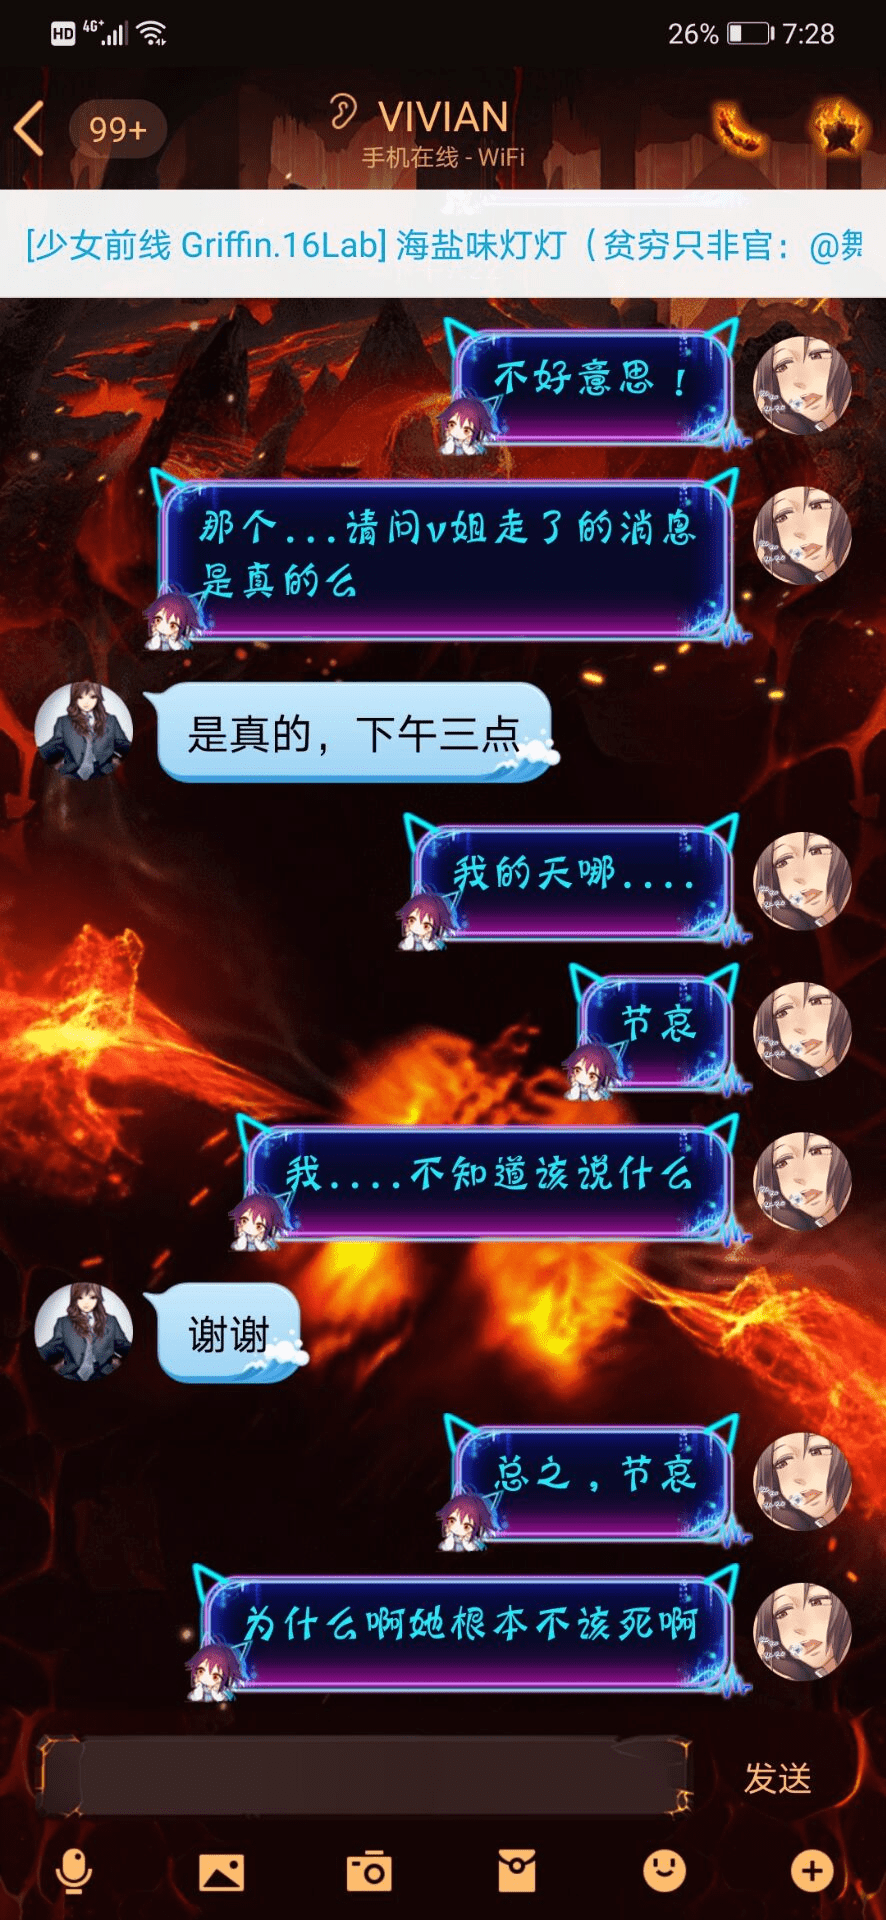 HD 4G+ 26% 7:28
99+ VIVIAN
手机在线 - WiFi
[少女前线 Griffin.16Lab] 海盐味灯灯（贫穷只非官：@舞
不好意思！
那个...请问v姐走了的消息
是真的么
是真的，下午三点
我的天哪....
节哀
我....不知道该说什么
谢谢
总之，节哀
为什么啊她根本不该死啊
发送